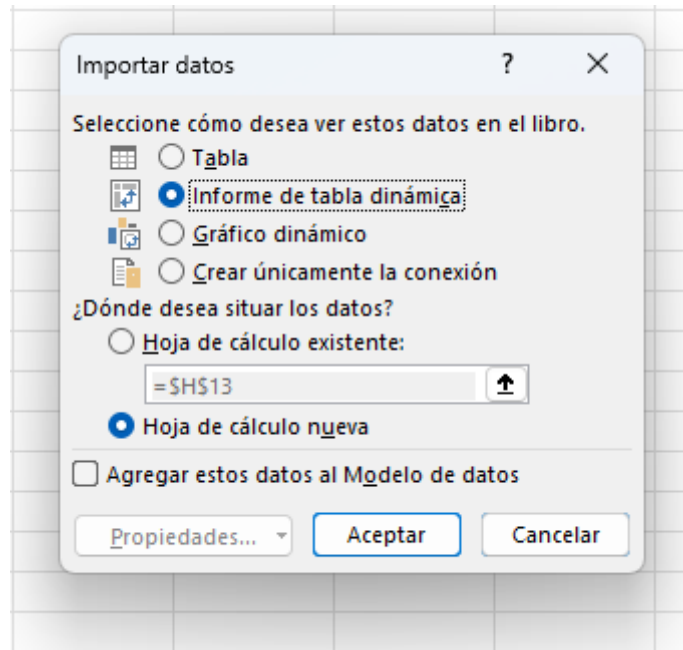 Importar datos ?
Seleccione cómo desea ver estos datos en el libro.
Tabla
Informe de tabla dinámica
Gráfico dinámico
Crear únicamente la conexión
¿Dónde desea situar los datos?
Hoja de cálculo existente:
=$H$13
Hoja de cálculo nueva
Agregar estos datos al Modelo de datos
Propiedades... Aceptar Cancelar